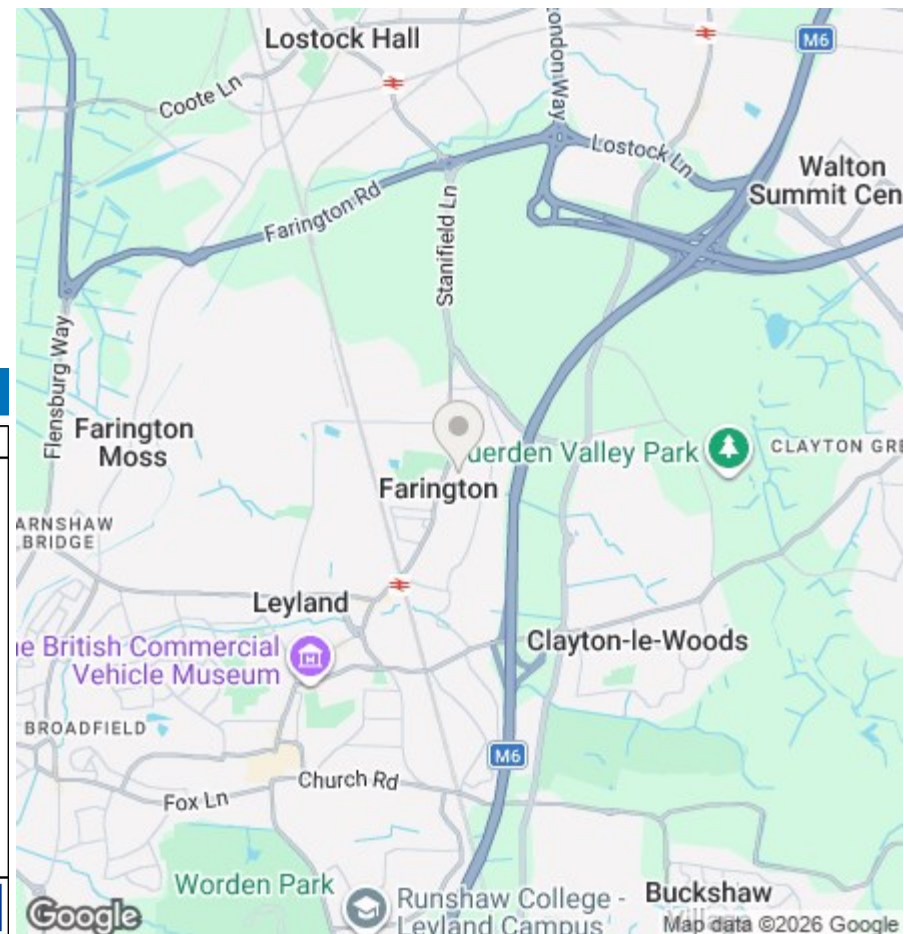 Lostock Hall
M6
ondon Way
Coote Ln
Lostock Ln
Walton
Summit Cen
Farington Rd
Stanifield Ln
Flensburg Way
Farington
Moss
uerden Valley Park
CLAYTON GRE
Farington
ARNSHAW
BRIDGE
Leyland
e British Commercial
Vehicle Museum
Clayton-le-Woods
BROADFIELD
M6
Church Rd
Fox Ln
Worden Park
Runshaw College -
Leyland Campus
Buckshaw
Village
Google
Map data ©2026 Google